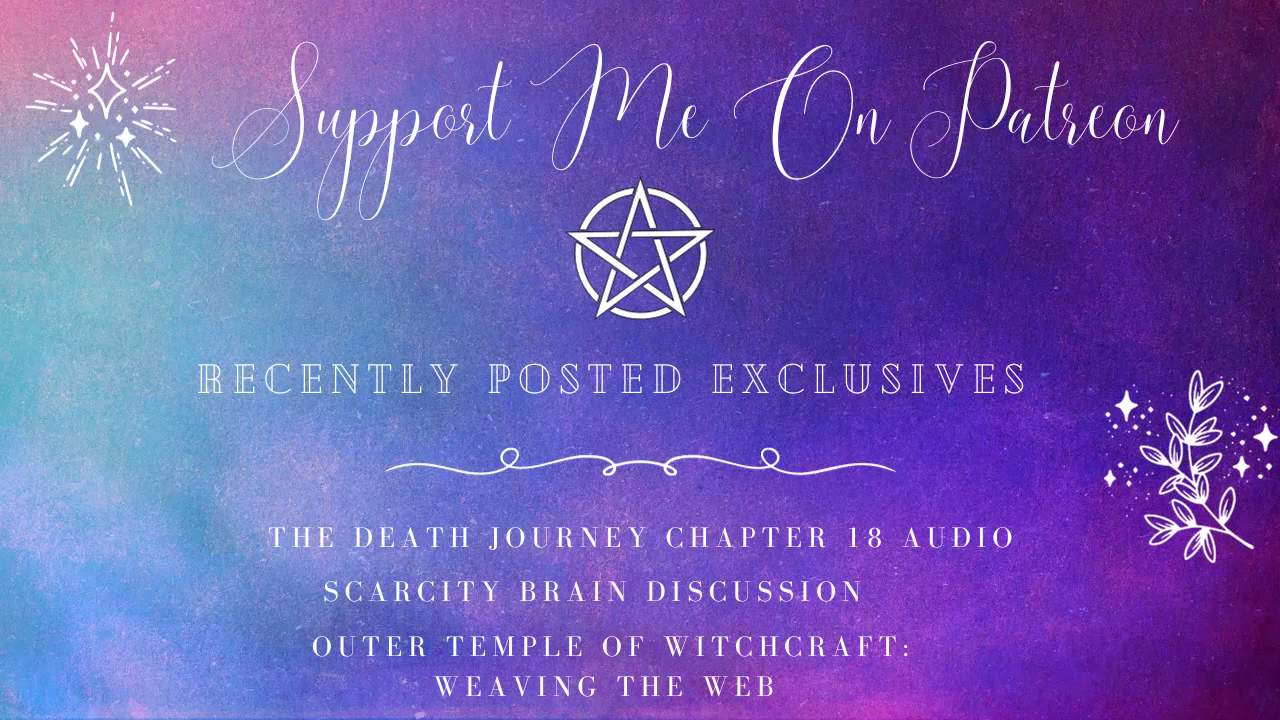 Support Me On Patreon
RECENTLY POSTED EXCLUSIVES
THE DEATH JOURNEY CHAPTER 18 AUDIO
SCARCITY BRAIN DISCUSSION
OUTER TEMPLE OF WITCHCRAFT:
WEAVING THE WEB